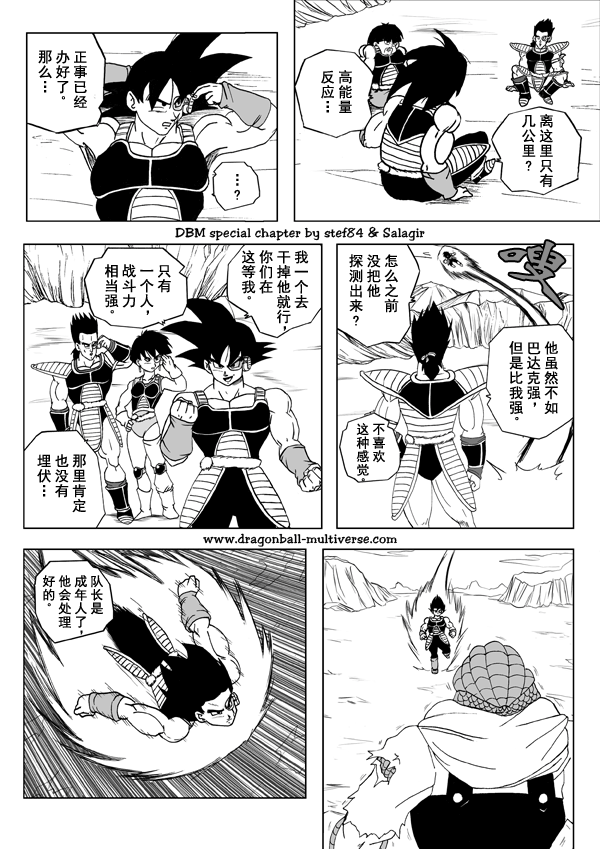 正事已经
办好了。
那么…
…？
高能量
反应…
离这里只有
几公里？
DBM special chapter by stef84 & Salagir
我一个去
干掉他就行，
你们在
这等我。
只有
一个人，
战斗力
相当强。
那里肯定
也没有
埋伏…
怎么之前
没把他
探测出来？
嗖
他虽然不如
巴达克强，
但是比我强。
不喜欢
这种感觉。
www.dragonball-multiverse.com
队长是
成年人了，
他会处理
好的。